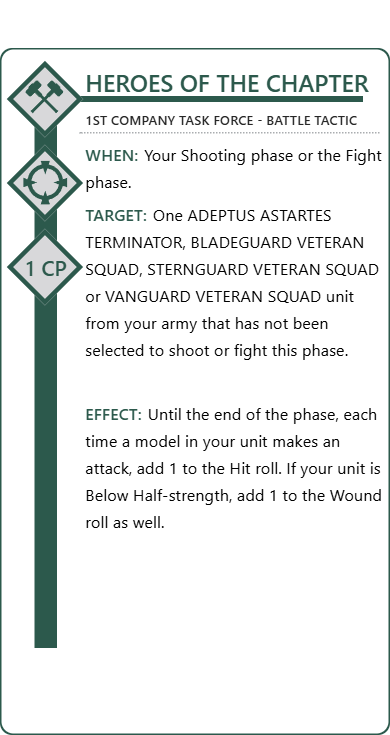 HEROES OF THE CHAPTER
1ST COMPANY TASK FORCE - BATTLE TACTIC
WHEN: Your Shooting phase or the Fight
phase.
TARGET: One ADEPTUS ASTARTES
TERMINATOR, BLADEGUARD VETERAN
SQUAD, STERNGUARD VETERAN SQUAD
or VANGUARD VETERAN SQUAD unit
from your army that has not been
selected to shoot or fight this phase.
1 CP
EFFECT: Until the end of the phase, each
time a model in your unit makes an
attack, add 1 to the Hit roll. If your unit is
Below Half-strength, add 1 to the Wound
roll as well.